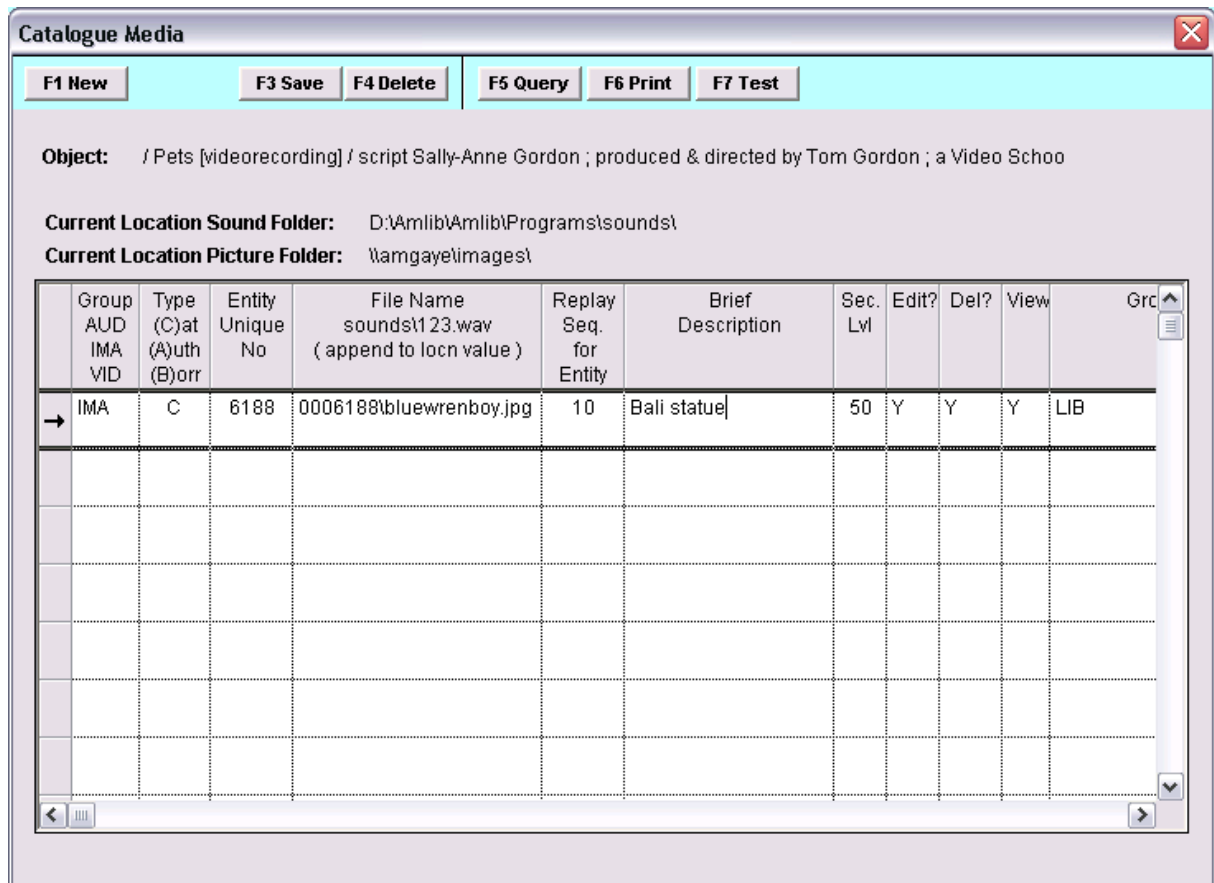 Catalogue Media
F1 New F3 Save F4 Delete F5 Query F6 Print F7 Test
Object: / Pets [videorecording] / script Sally-Anne Gordon ; produced & directed by Tom Gordon ; a Video Schoo
Current Location Sound Folder: D:\Amlib\Amlib\Programs\sounds\
Current Location Picture Folder: \\amgaye\images\
Group Type Entity File Name Replay Brief Sec. Edit? Del? View Gro
AUD (C)at Unique sounds\123.wav Seq. Description Lvl
IMA (A)uth No ( append to locn value ) for
VID (B)orr Entity
IMA C 6188 0006188\bluewrenboy.jpg 10 Bali statue 50 Y Y Y LIB